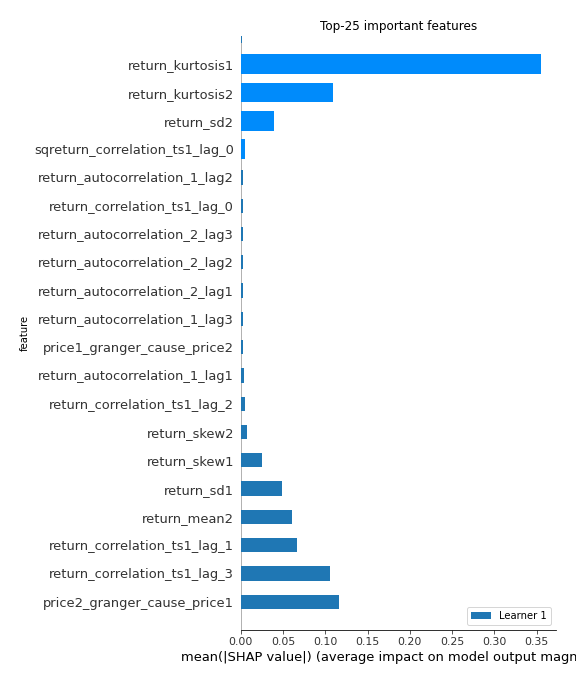 Top-25 important features
return_kurtosis1
return_kurtosis2
return_sd2
sqreturn_correlation_ts1_lag_0
return_autocorrelation_1_lag2
return_correlation_ts1_lag_0
return_autocorrelation_2_lag3
return_autocorrelation_2_lag2
return_autocorrelation_2_lag1
return_autocorrelation_1_lag3
price1_granger_cause_price2
return_autocorrelation_1_lag1
return_correlation_ts1_lag_2
return_skew2
return_skew1
return_sd1
return_mean2
return_correlation_ts1_lag_1
return_correlation_ts1_lag_3
price2_granger_cause_price1
feature
Learner 1
0.00 0.05 0.10 0.15 0.20 0.25 0.30 0.35
mean(|SHAP value|) (average impact on model output magn